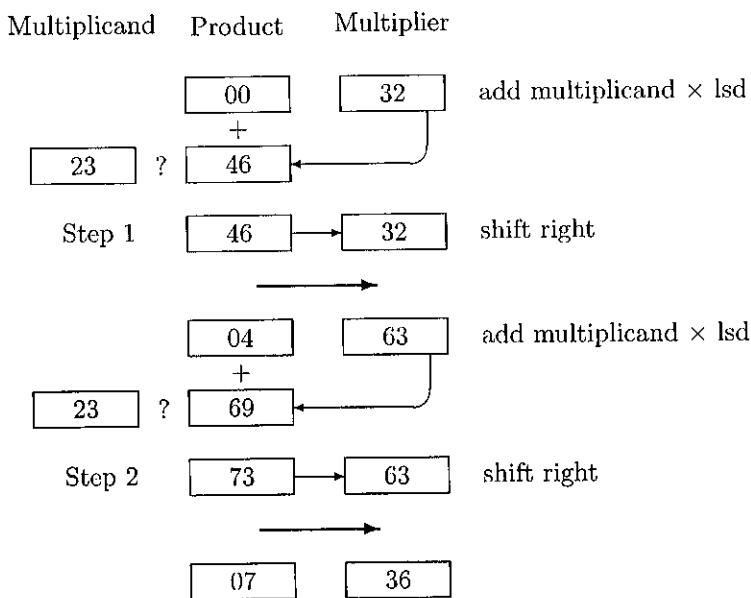 Multiplicand Product Multiplier
00 32 add multiplicand × lsd
+
23 ? 46
Step 1 46 32 shift right
04 63 add multiplicand × lsd
+
23 ? 69
Step 2 73 63 shift right
07 36